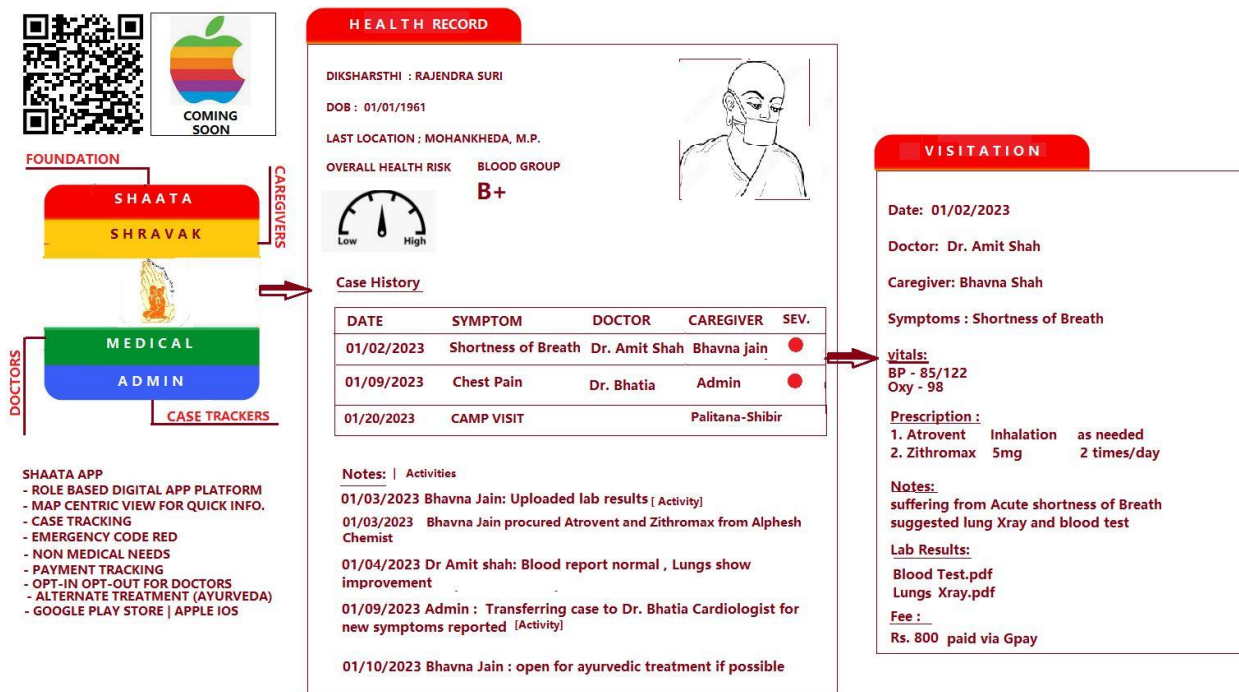 COMING
SOON
FOUNDATION
CAREGIVERS
SHAATA
SHRAVAK
MEDICAL
ADMIN
DOCTORS
CASE TRACKERS
SHAATA APP
- ROLE BASED DIGITAL APP PLATFORM
- MAP CENTRIC VIEW FOR QUICK INFO.
- CASE TRACKING
- EMERGENCY CODE RED
- NON MEDICAL NEEDS
- PAYMENT TRACKING
- OPT-IN OPT-OUT FOR DOCTORS
- ALTERNATE TREATMENT (AYURVEDA)
- GOOGLE PLAY STORE | APPLE IOS
HEALTH RECORD
DIKSHARSTHI : RAJENDRA SURI
DOB : 01/01/1961
LAST LOCATION ; MOHANKHEDA, M.P.
OVERALL HEALTH RISK BLOOD GROUP
B+
Low High
Case History
DATE SYMPTOM DOCTOR CAREGIVER SEV.
01/02/2023 Shortness of Breath Dr. Amit Shah Bhavna jain
01/09/2023 Chest Pain Dr. Bhatia Admin
01/20/2023 CAMP VISIT Palitana-Shibir
Notes: | Activities
01/03/2023 Bhavna Jain: Uploaded lab results [ Activity]
01/03/2023 Bhavna Jain procured Atrovent and Zithromax from Alphesh
Chemist
01/04/2023 Dr Amit shah: Blood report normal , Lungs show
improvement
01/09/2023 Admin : Transferring case to Dr. Bhatia Cardiologist for
new symptoms reported [Activity]
01/10/2023 Bhavna Jain : open for ayurvedic treatment if possible
VISITATION
Date: 01/02/2023
Doctor: Dr. Amit Shah
Caregiver: Bhavna Shah
Symptoms : Shortness of Breath
vitals:
BP - 85/122
Oxy - 98
Prescription :
1. Atrovent Inhalation as needed
2. Zithromax 5mg 2 times/day
Notes:
suffering from Acute shortness of Breath
suggested lung Xray and blood test
Lab Results:
Blood Test.pdf
Lungs Xray.pdf
Fee :
Rs. 800 paid via Gpay